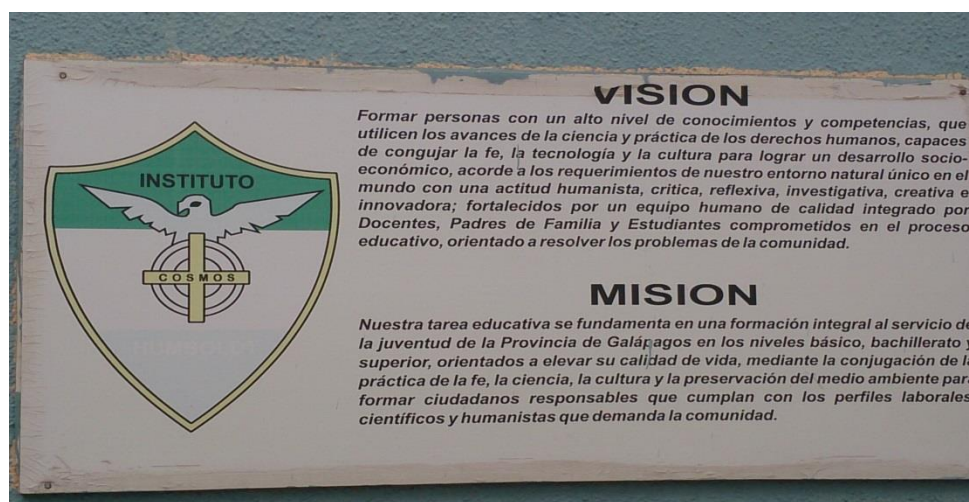 INSTITUTO
COSMOS
VISION
Formar personas con un alto nivel de conocimientos y competencias, que
utilicen los avances de la ciencia y práctica de los derechos humanos, capaces
de congujar la fe, la tecnología y la cultura para lograr un desarrollo socio-
económico, acorde a los requerimientos de nuestro entorno natural único en el
mundo con una actitud humanista, critica, reflexiva, investigativa, creativa e
innovadora; fortalecidos por un equipo humano de calidad integrado por
Docentes, Padres de Familia y Estudiantes comprometidos en el proceso
educativo, orientado a resolver los problemas de la comunidad.
MISION
Nuestra tarea educativa se fundamenta en una formación integral al servicio de
la juventud de la Provincia de Galápagos en los niveles básico, bachillerato y
superior, orientados a elevar su calidad de vida, mediante la conjugación de la
práctica de la fe, la ciencia, la cultura y la preservación del medio ambiente para
formar ciudadanos responsables que cumplan con los perfiles laborales,
científicos y humanistas que demanda la comunidad.